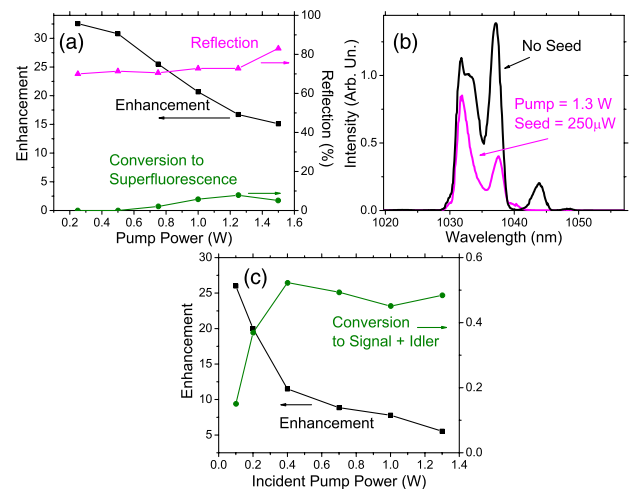 (a)
Enhancement
35
30
25
20
15
10
5
0
Reflection
Enhancement
Conversion to
Superfluorescence
100
80
60
40
20
0
Reflection (%)
0.2 0.4 0.6 0.8 1.0 1.2 1.4 1.6
Pump Power (W)
(b)
Intensity (Arb. Un.)
1.0
0.5
0.0
No Seed
Pump = 1.3 W
Seed = 250μW
1020 1030 1040 1050
Wavelength (nm)
(c)
Enhancement
30
25
20
15
10
5
Conversion
to Signal + Idler
Enhancement
0.6
0.4
0.2
0.0
0.0 0.2 0.4 0.6 0.8 1.0 1.2 1.4
Incident Pump Power (W)